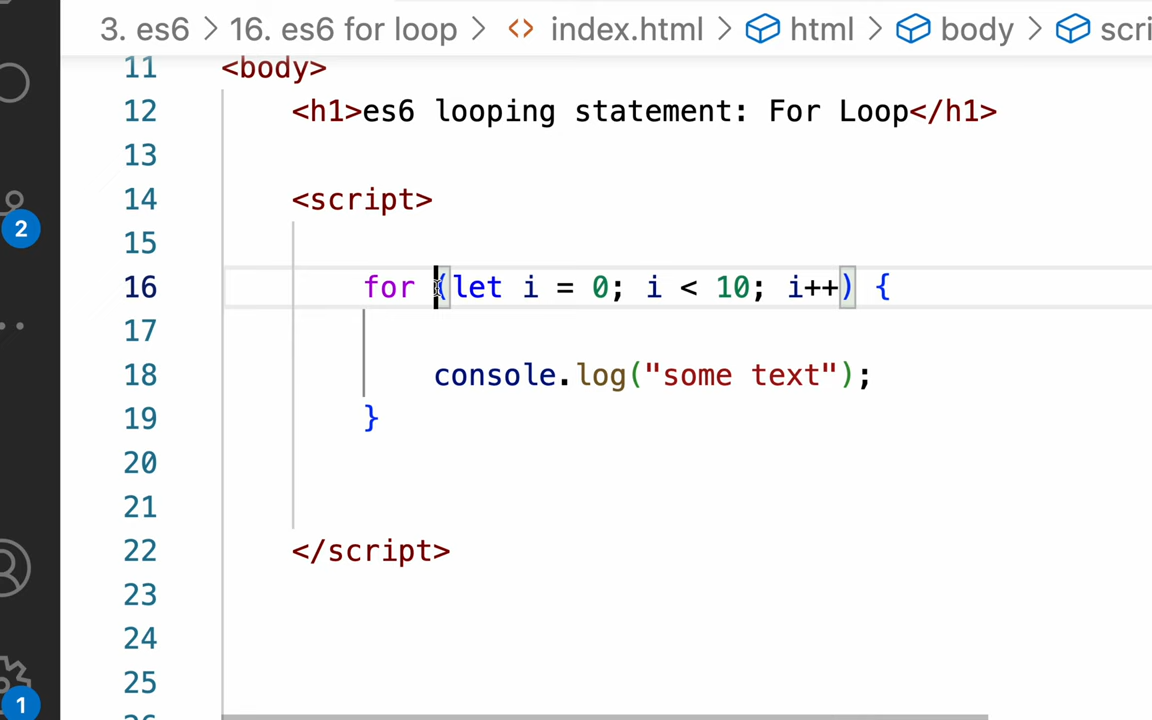 3. es6 > 16. es6 for loop > <> index.html > html > body > scri
11 <body>
12 <h1>es6 looping statement: For Loop</h1>
13
14 <script>
15
16 for (let i = 0; i < 10; i++) {
17
18 console.log("some text");
19 }
20
21
22 </script>
23
24
25
2
1